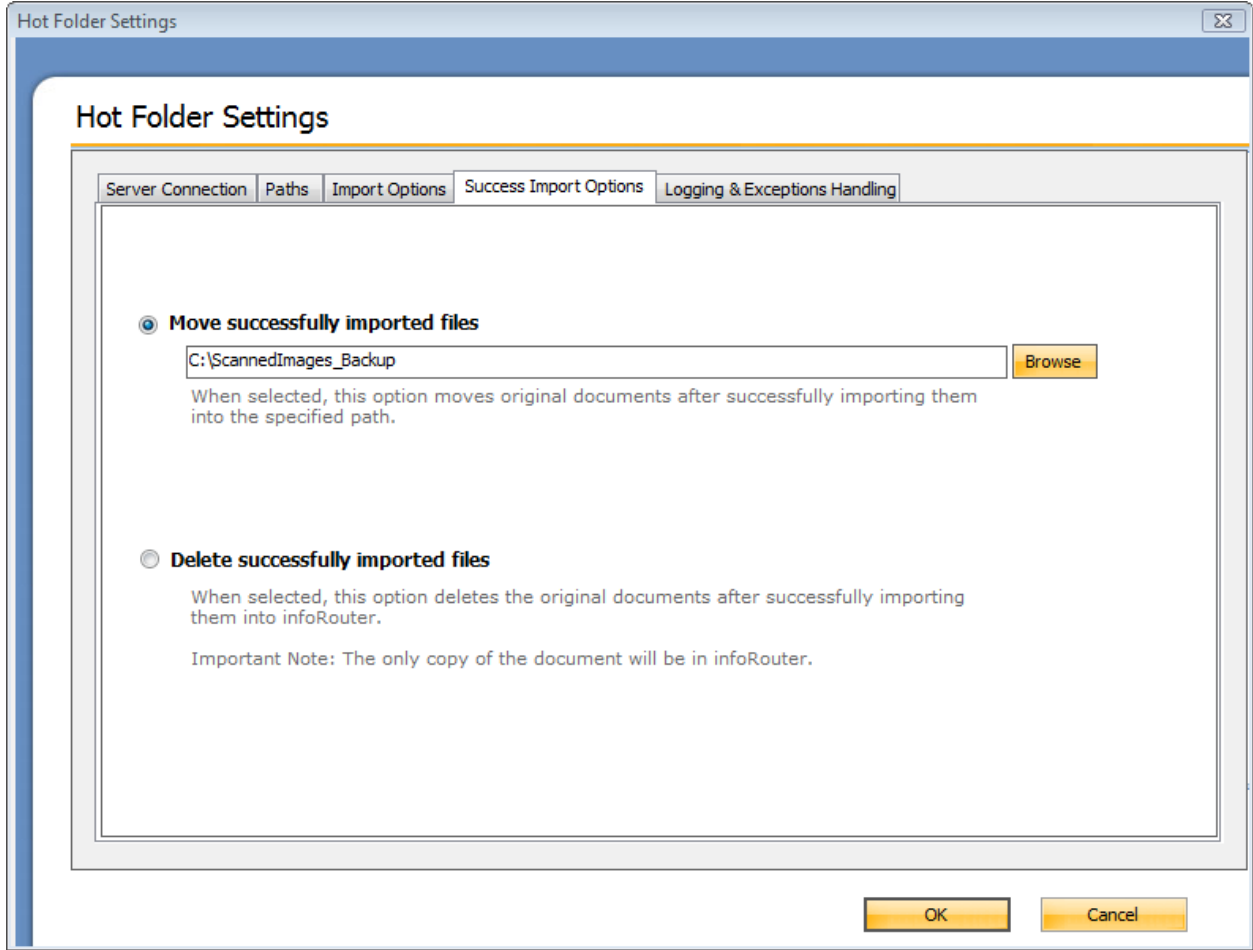 Hot Folder Settings
Hot Folder Settings
Server Connection Paths Import Options Success Import Options Logging & Exceptions Handling
Move successfully imported files
C:\ScannedImages_Backup Browse
When selected, this option moves original documents after successfully importing them
into the specified path.
Delete successfully imported files
When selected, this option deletes the original documents after successfully importing
them into infoRouter.
Important Note: The only copy of the document will be in infoRouter.
OK Cancel